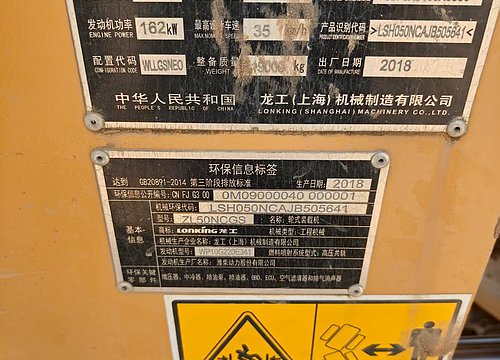 发动机功率 ENGINE POWER 162kW 最高设计车速 35 km/h 产品识别代码 PRODUCT IDENTIFICATION NUMBER >LSH050NCAJB505641<
配置代码 CONFIGURATION CODE WLLGSNE0 整备质量 WEIGHT kg 出厂日期 DATE OF MANUFACTURE 2018
中华人民共和国 龙工（上海）机械制造有限公司
THE PEOPLE'S REPUBLIC OF CHINA LONKING (SHANGHAI) MACHINERY CO.,LTD.
环保信息标签
达到 GB20891-2014 第三阶段排放标准 生产日期: 2018
环保信息公开编号: CN FJ G3 00 0M09000040 000001
机械环保代码: LSH050NCAJB505641
型号: ZL50NCGS 名称: 轮式装载机
基本信息 商标: LONKING 龙工 机械类型: 工程机械
机械生产企业名称: 龙工（上海）机械制造有限公司
发动机型号: WP10G220E341 燃料喷射系统型式: 高压共轨
发动机生产厂名称: 潍柴动力股份有限公司
环保关键零部件 增压器、中冷器、喷油泵、喷油器、OBD、ECU、空气滤清器和排气消声器